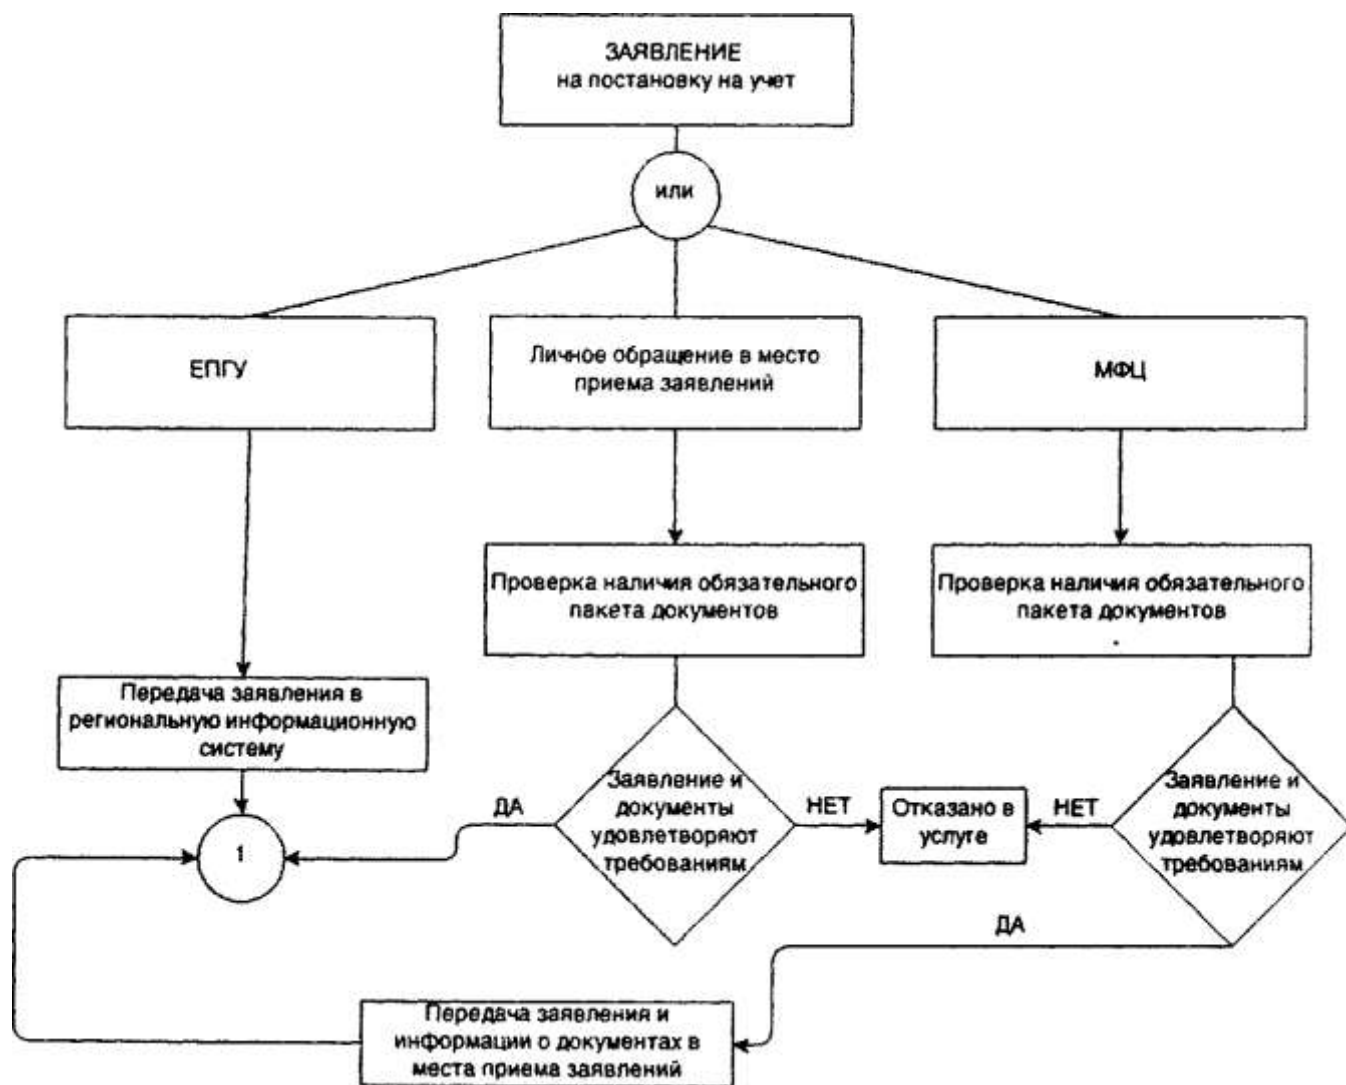 ЗАЯВЛЕНИЕ
на постановку на учет
или
ЕПГУ
Личное обращение в место
приема заявлений
МФЦ
Проверка наличия обязательного
пакета документов
Проверка наличия обязательного
пакета документов
Передача заявления в
региональную информационную
систему
Заявление и
документы
удовлетворяют
требованиям
Заявление и
документы
удовлетворяют
требованиям
ДА
НЕТ
Отказано в
услуге
НЕТ
1
ДА
Передача заявления и
информации о документах в
места приема заявлений